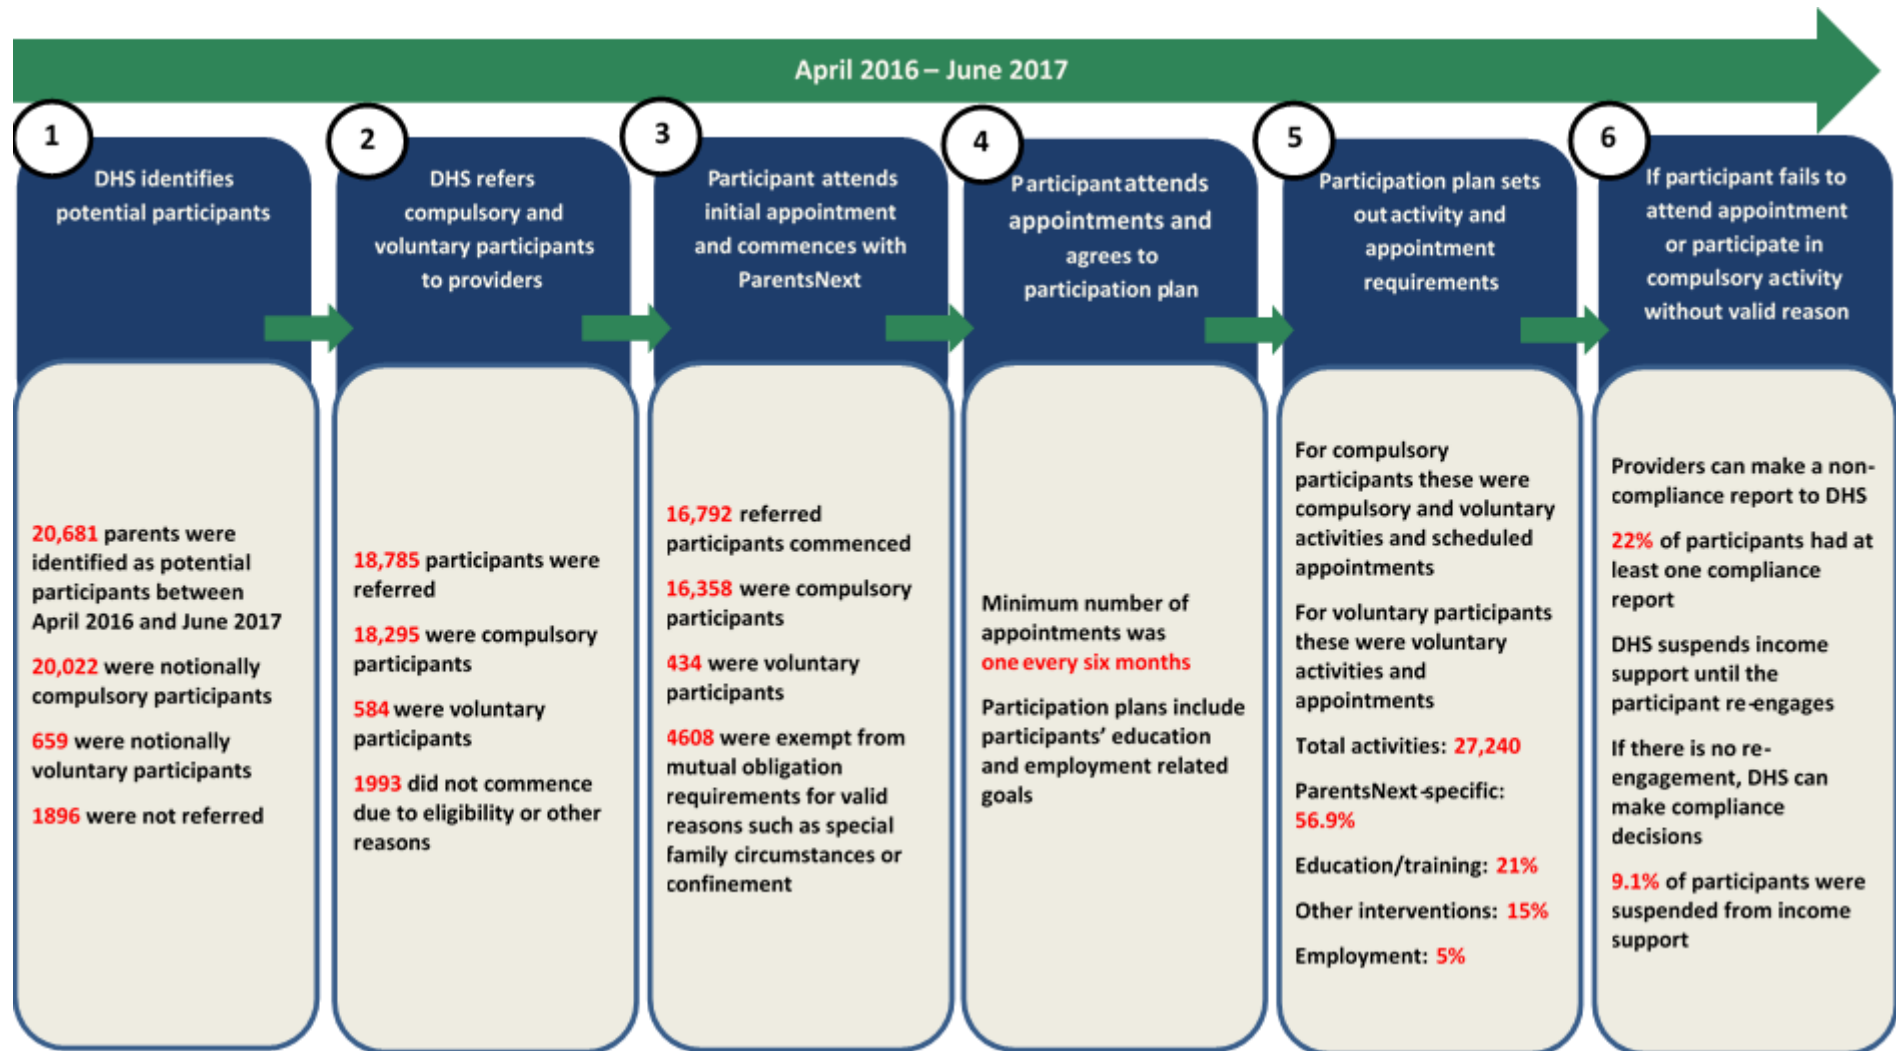 April 2016 – June 2017
1
DHS identifies
potential participants
20,681 parents were
identified as potential
participants between
April 2016 and June 2017
20,022 were notionally
compulsory participants
659 were notionally
voluntary participants
1896 were not referred
2
DHS refers
compulsory and
voluntary participants
to providers
18,785 participants were
referred
18,295 were compulsory
participants
584 were voluntary
participants
1993 did not commence
due to eligibility or other
reasons
3
Participant attends
initial appointment
and commences with
ParentsNext
16,792 referred
participants commenced
16,358 were compulsory
participants
434 were voluntary
participants
4608 were exempt from
mutual obligation
requirements for valid
reasons such as special
family circumstances or
confinement
4
Participant attends
appointments and
agrees to
participation plan
Minimum number of
appointments was
one every six months
Participation plans include
participants' education
and employment related
goals
5
Participation plan sets
out activity and
appointment
requirements
For compulsory
participants these were
compulsory and voluntary
activities and scheduled
appointments
For voluntary participants
these were voluntary
activities and
appointments
Total activities: 27,240
ParentsNext-specific:
56.9%
Education/training: 21%
Other interventions: 15%
Employment: 5%
6
If participant fails to
attend appointment
or participate in
compulsory activity
without valid reason
Providers can make a non-
compliance report to DHS
22% of participants had at
least one compliance
report
DHS suspends income
support until the
participant re-engages
If there is no re-
engagement, DHS can
make compliance
decisions
9.1% of participants were
suspended from income
support